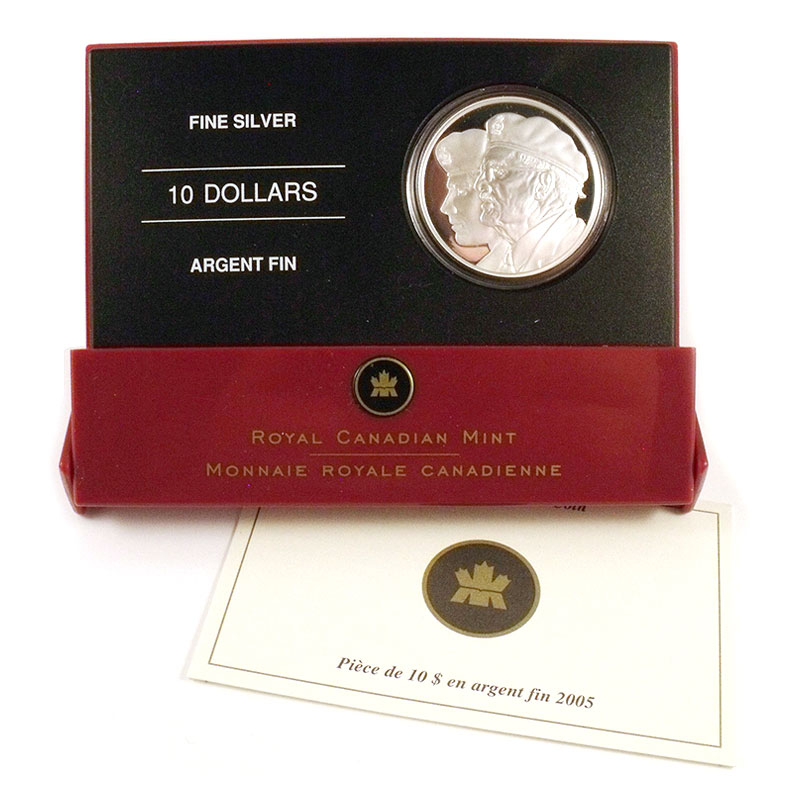 FINE SILVER
10 DOLLARS
ARGENT FIN
ROYAL CANADIAN MINT
MONNAIE ROYALE CANADIENNE
Coin
Pièce de 10 $ en argent fin 2005